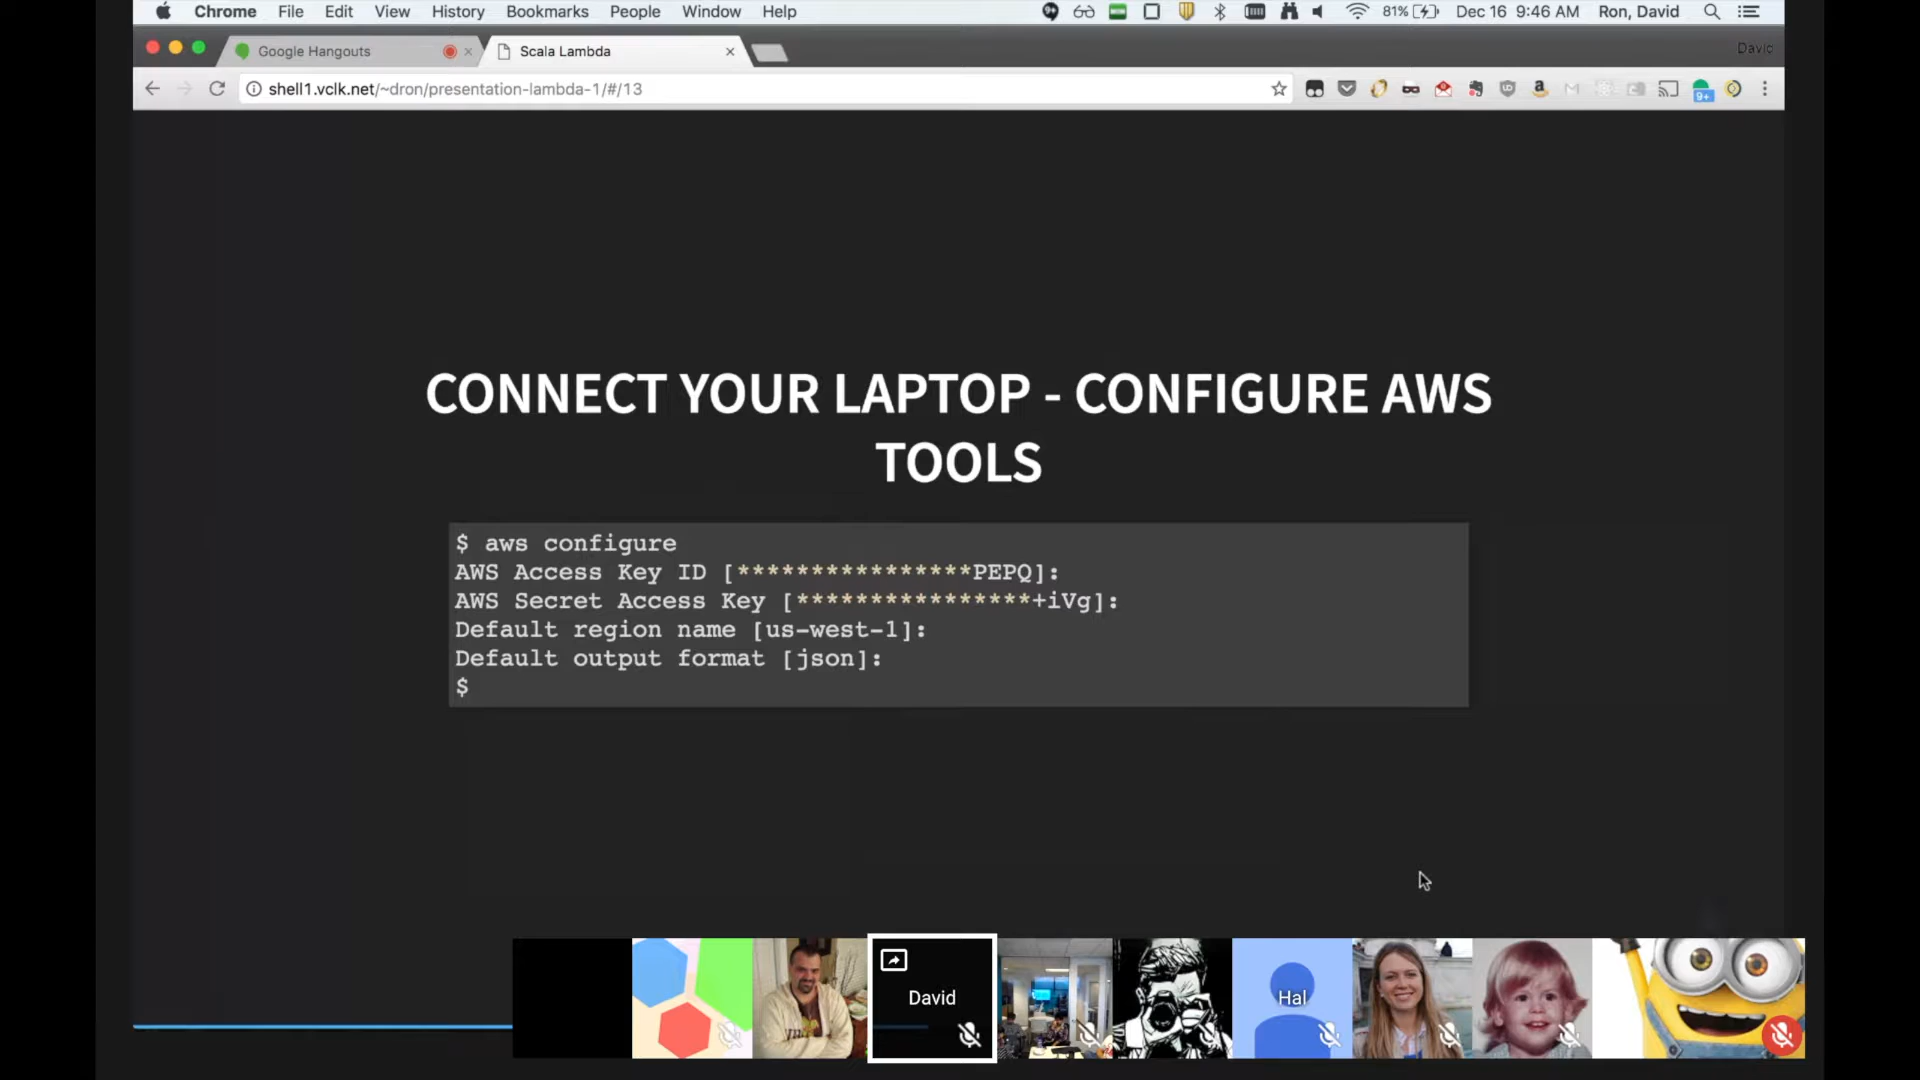 Chrome File Edit View History Bookmarks People Window Help 81% Dec 16 9:46 AM Ron, David
Google Hangouts Scala Lambda David
shell1.vclk.net/~dron/presentation-lambda-1/#/13
9+
CONNECT YOUR LAPTOP - CONFIGURE AWS
TOOLS
$ aws configure
AWS Access Key ID [****************PEPQ]:
AWS Secret Access Key [****************+iVg]:
Default region name [us-west-1]:
Default output format [json]:
$
David
Hal